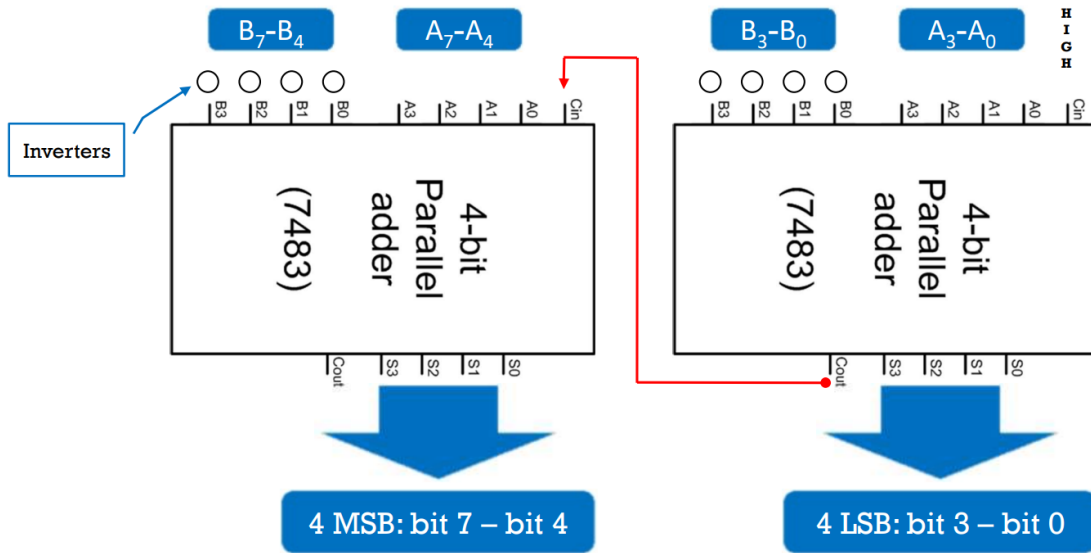 B₇-B₄
A₇-A₄
B₃-B₀
A₃-A₀
HIGH
Inverters
B3 B2 B1 B0 A3 A2 A1 A0 Cin
B3 B2 B1 B0 A3 A2 A1 A0 Cin
4-bit
Parallel
adder
(7483)
4-bit
Parallel
adder
(7483)
Cout S3 S2 S1 S0
Cout S3 S2 S1 S0
4 MSB: bit 7 – bit 4
4 LSB: bit 3 – bit 0